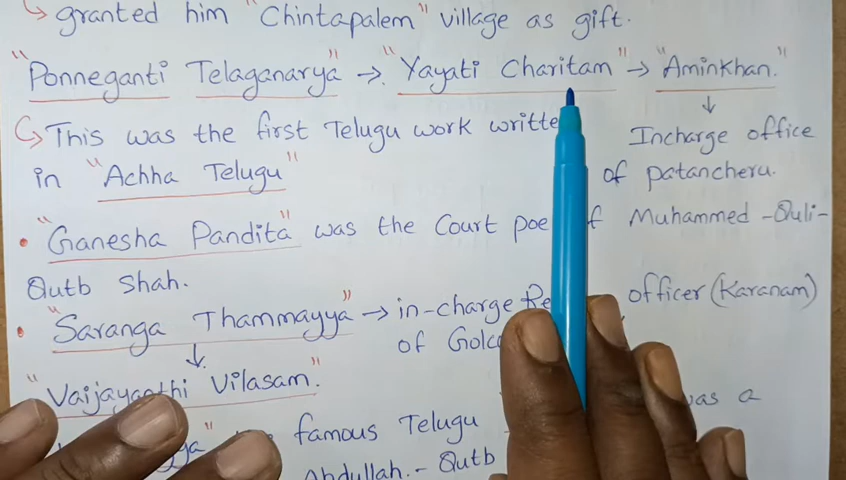 ↳ granted him "Chintapalem" village as gift.
"Ponneganti Telaganarya" → "Yayati Charitam" → "Aminkhan."
↳ This was the first Telugu work writte
Incharge office
in "Achha Telugu"
of patancheru.
• "Ganesha Pandita" was the Court poe f Muhammed -Quli-
Qutb Shah.
• "Saranga Thammayya" → in-charge Re officer (Karanam)
of Golc
"Vaijayanthi Vilasam."
famous Telugu was a
Abdullah.- Qutb